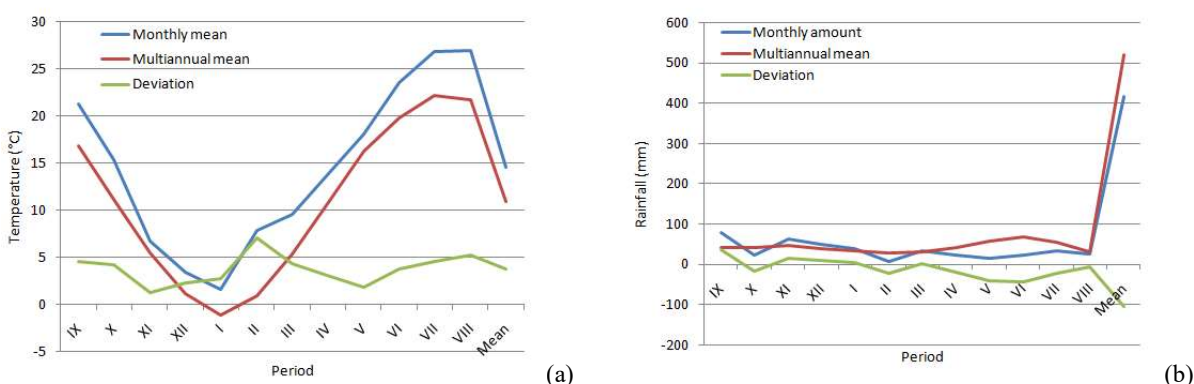 30
25
20
15
10
5
0
-5
Temperature (°C)
Monthly mean
Multiannual mean
Deviation
IX X XI XII I II III IV V VI VII VIII Mean
Period
(a)
600
500
400
300
200
100
0
-100
-200
Rainfall (mm)
Monthly amount
Multiannual mean
Deviation
IX X XI XII I II III IV V VI VII VIII Mean
Period
(b)